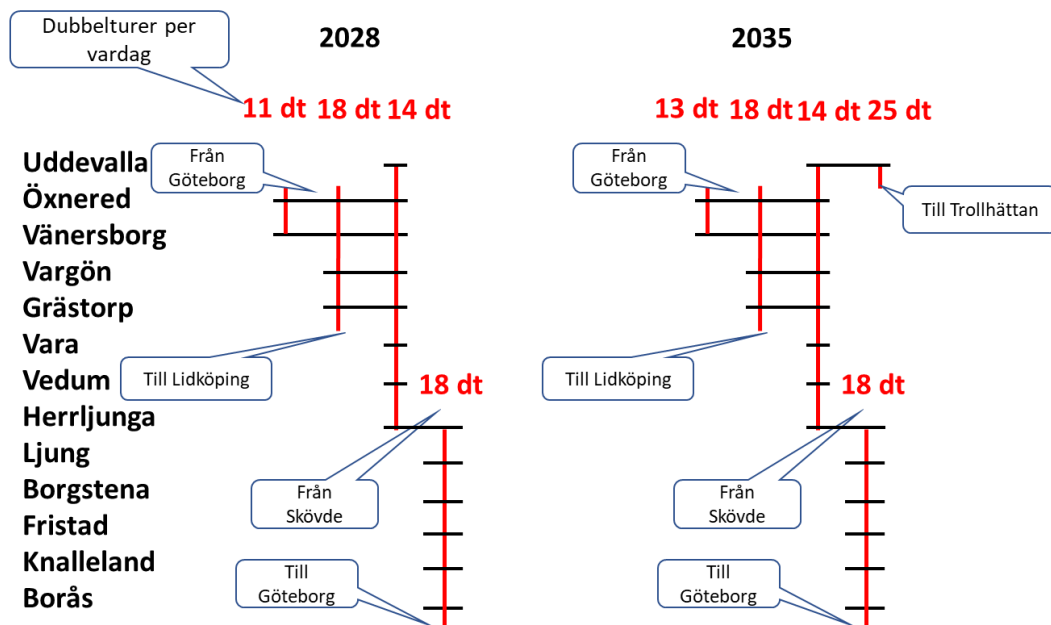 Dubbelturer per
vardag
2028
2035
11 dt 18 dt 14 dt
13 dt 18 dt 14 dt 25 dt
Uddevalla
Öxnered
Vänersborg
Vargön
Grästorp
Vara
Vedum
Herrljunga
Ljung
Borgstena
Fristad
Knalleland
Borås
Från
Göteborg
Till Lidköping
18 dt
Från
Skövde
Till
Göteborg
Från
Göteborg
Till Trollhättan
Till Lidköping
18 dt
Från
Skövde
Till
Göteborg